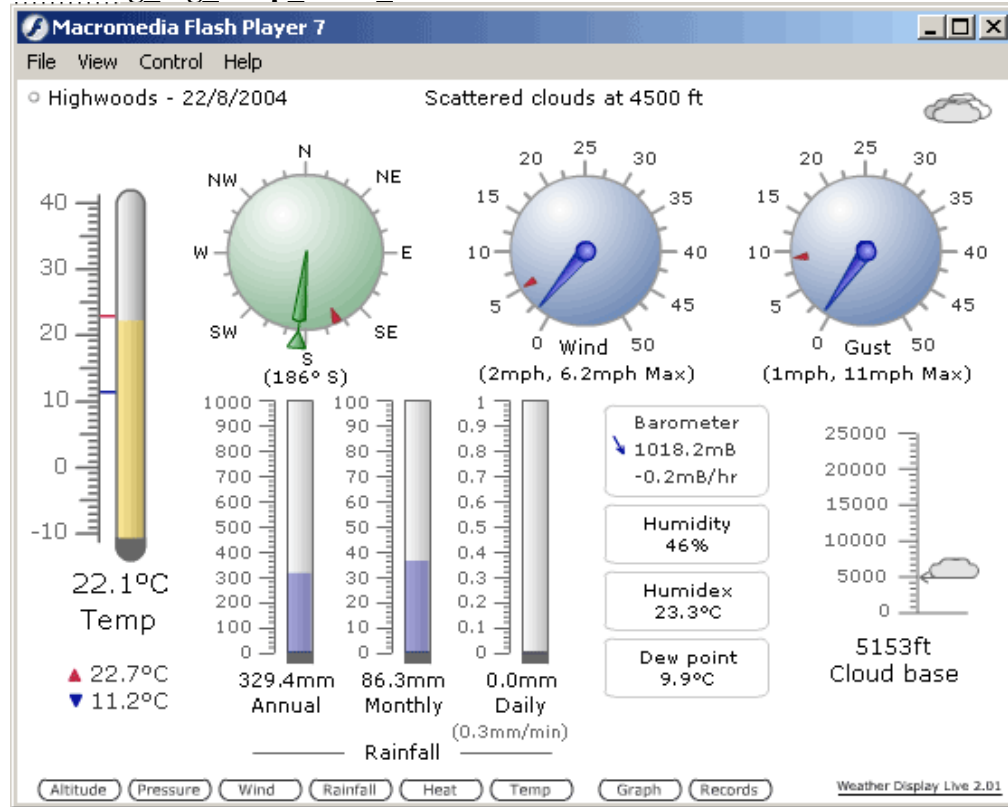 Macromedia Flash Player 7
File View Control Help
Highwoods - 22/8/2004 Scattered clouds at 4500 ft
40
30
20
10
0
-10
22.1ºC
Temp
22.7ºC
11.2ºC
N
NE
E
SE
S
SW
W
NW
(186º S)
0 5 10 15 20 25 30 35 40 45 50
Wind
(2mph, 6.2mph Max)
0 5 10 15 20 25 30 35 40 45 50
Gust
(1mph, 11mph Max)
1000
900
800
700
600
500
400
300
200
100
0
329.4mm
Annual
100
90
80
70
60
50
40
30
20
10
0
86.3mm
Monthly
1
0.9
0.8
0.7
0.6
0.5
0.4
0.3
0.2
0.1
0
0.0mm
Daily
(0.3mm/min)
Rainfall
Barometer
1018.2mB
-0.2mB/hr
Humidity
46%
Humidex
23.3ºC
Dew point
9.9ºC
25000
20000
15000
10000
5000
0
5153ft
Cloud base
Altitude Pressure Wind Rainfall Heat Temp Graph Records Weather Display Live 2.01